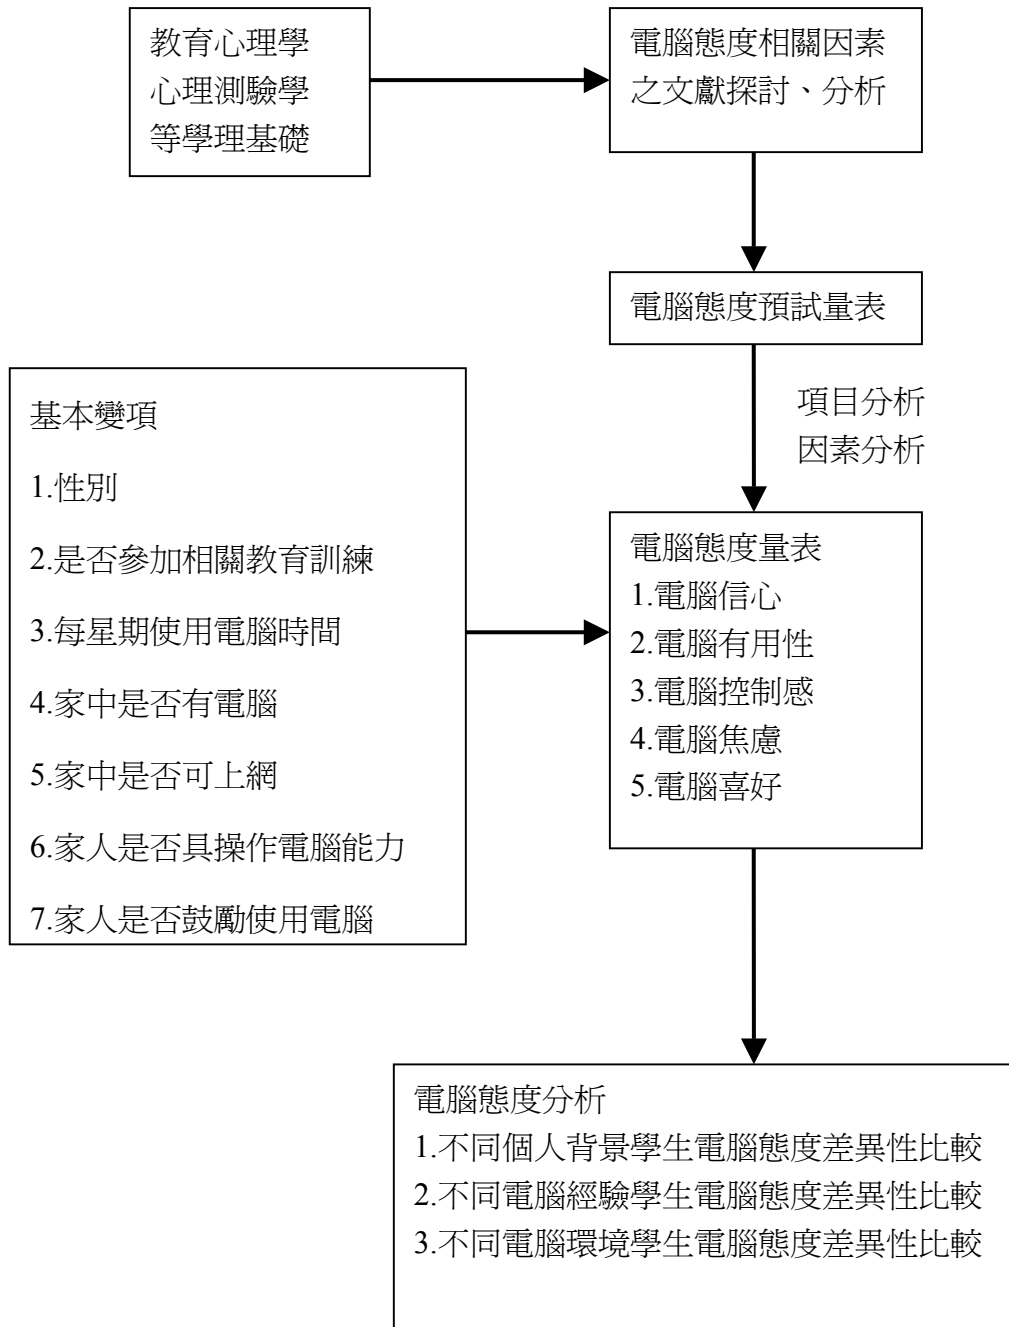 教育心理學
心理測驗學
等學理基礎
電腦態度相關因素
之文獻探討、分析
電腦態度預試量表
項目分析
因素分析
基本變項
1.性別
2.是否參加相關教育訓練
3.每星期使用電腦時間
4.家中是否有電腦
5.家中是否可上網
6.家人是否具操作電腦能力
7.家人是否鼓勵使用電腦
電腦態度量表
1.電腦信心
2.電腦有用性
3.電腦控制感
4.電腦焦慮
5.電腦喜好
電腦態度分析
1.不同個人背景學生電腦態度差異性比較
2.不同電腦經驗學生電腦態度差異性比較
3.不同電腦環境學生電腦態度差異性比較